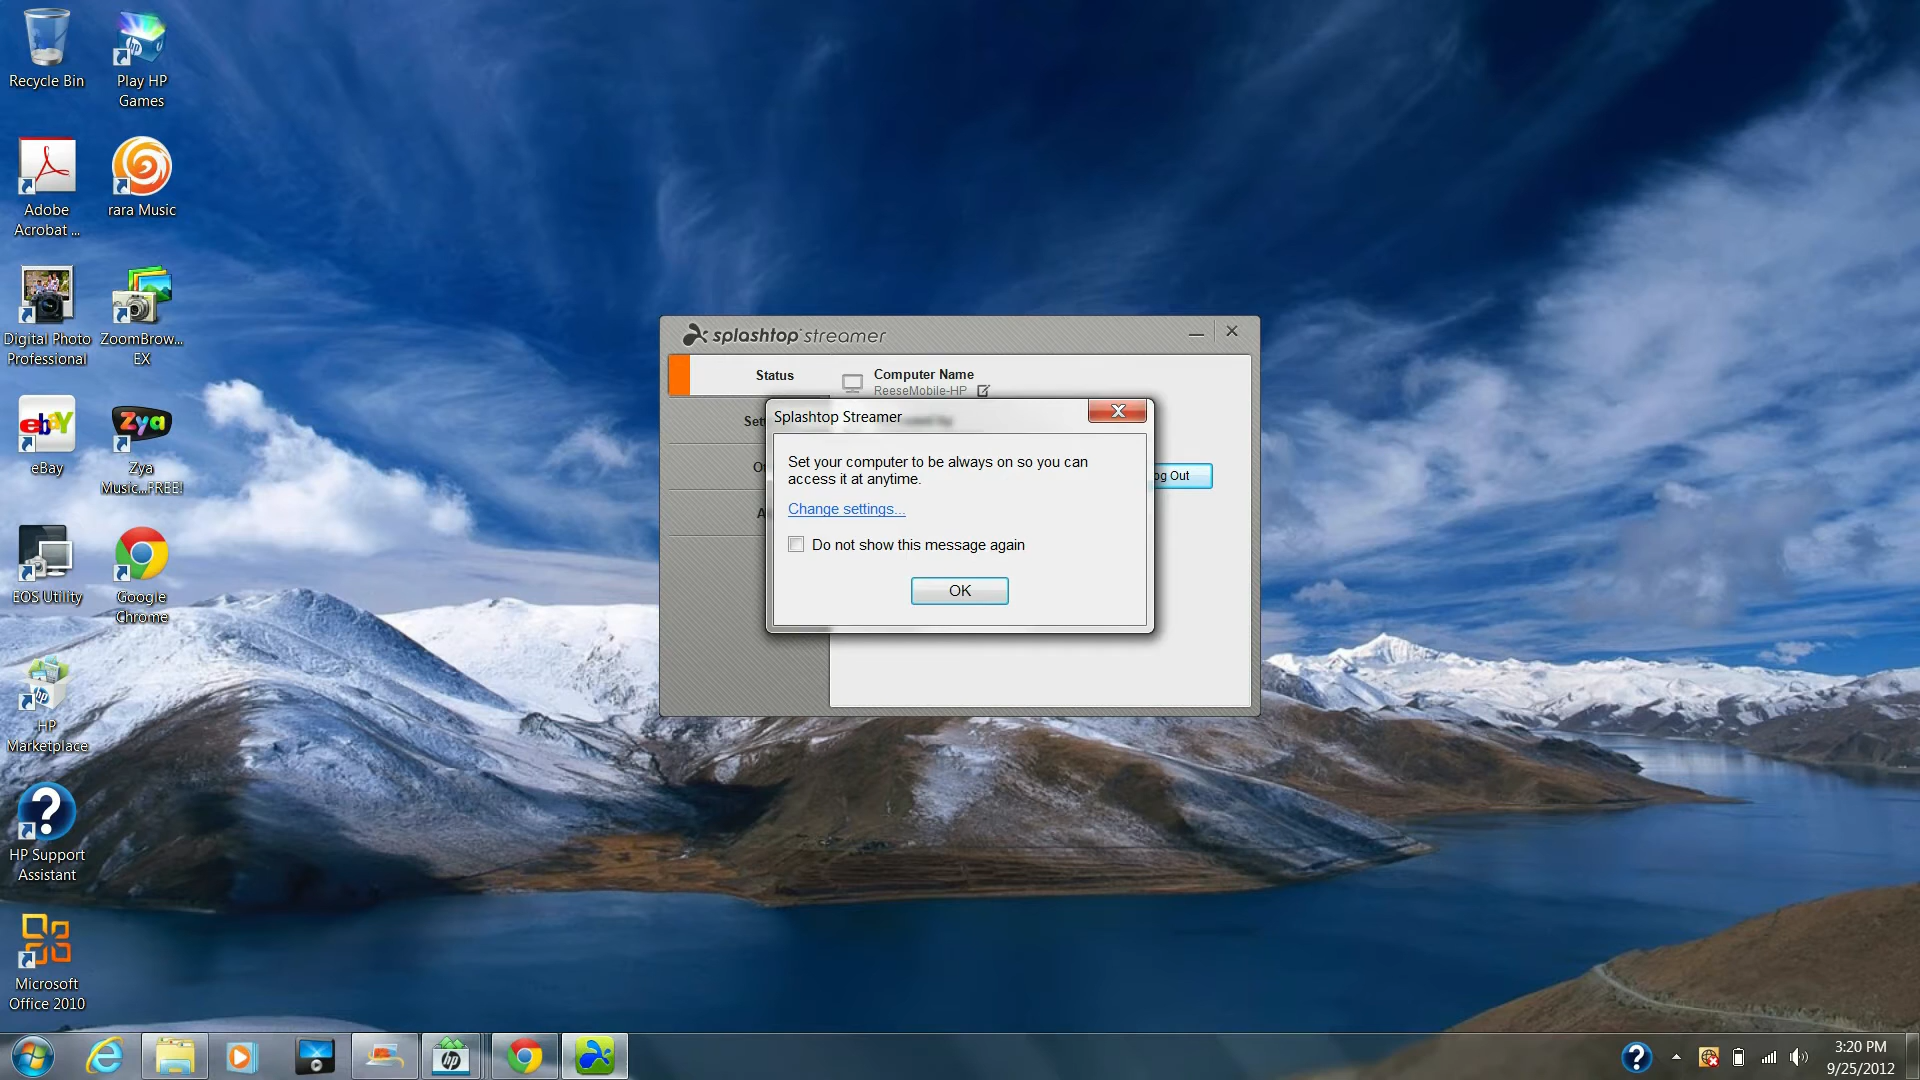 Recycle Bin
Play HP
Games
Adobe
Acrobat ...
rara Music
Digital Photo
Professional
ZoomBrow...
EX
eBay
Zya
Music...FREE!
EOS Utility
Google
Chrome
HP
Marketplace
HP Support
Assistant
Microsoft
Office 2010
splashtop streamer
Status
Computer Name
ReeseMobile-HP
Set
og Out
Splashtop Streamer
Set your computer to be always on so you can
access it at anytime.
Change settings...
Do not show this message again
OK
3:20 PM
9/25/2012